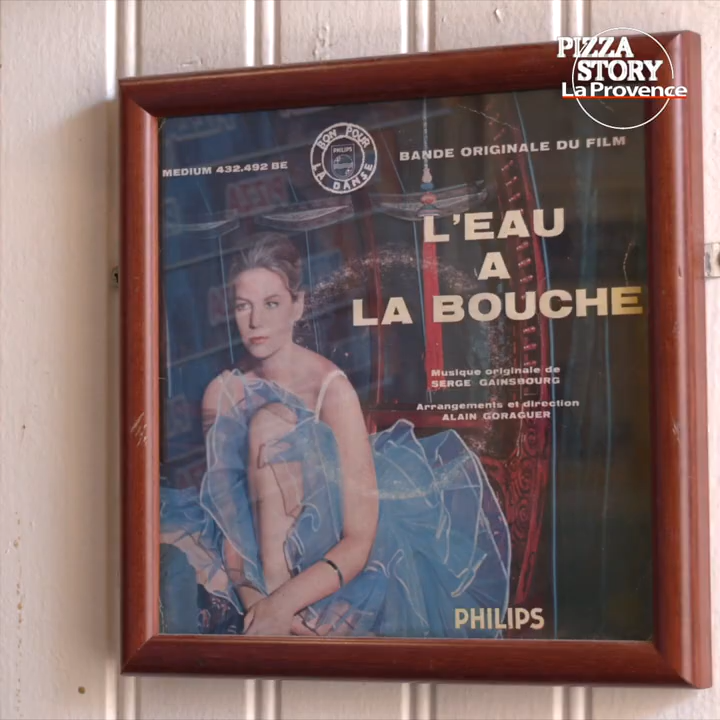 PIZZA
STORY
La Provence
MEDIUM 432.492 BE
BON POUR
LA DANSE
PHILIPS
BANDE ORIGINALE DU FILM
L'EAU
A
LA BOUCHE
Musique originale de
SERGE GAINSBOURG
Arrangements et direction
ALAIN GORAGUER
PHILIPS